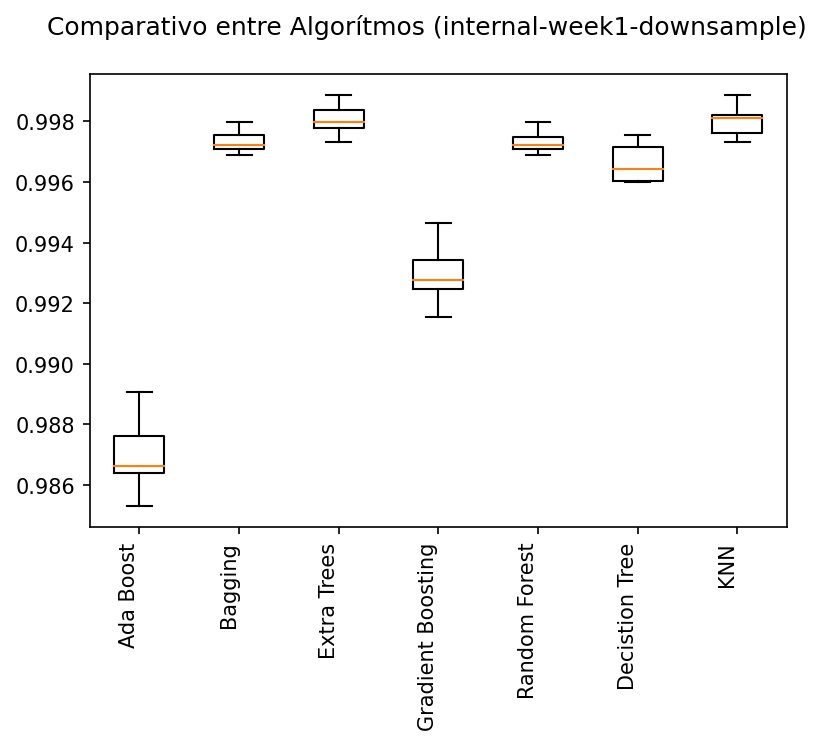 Comparativo entre Algorítmos (internal-week1-downsample)
0.998
0.996
0.994
0.992
0.990
0.988
0.986
Ada Boost
Bagging
Extra Trees
Gradient Boosting
Random Forest
Decistion Tree
KNN